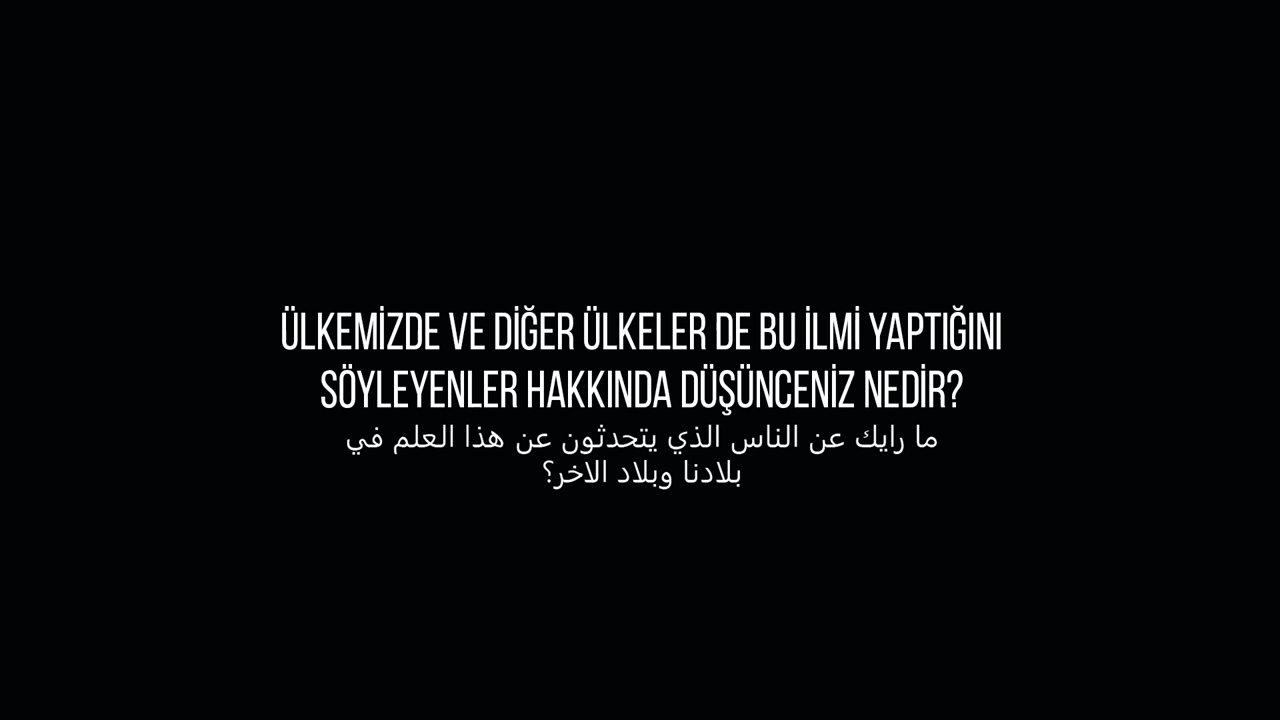 ÜLKEMİZDE VE DİĞER ÜLKELER DE BU İLMİ YAPTIĞINI
SÖYLEYENLER HAKKINDA DÜŞÜNCENİZ NEDİR?
ما رايك عن الناس الذي يتحدثون عن هذا العلم في
بلادنا وبلاد الاخر؟